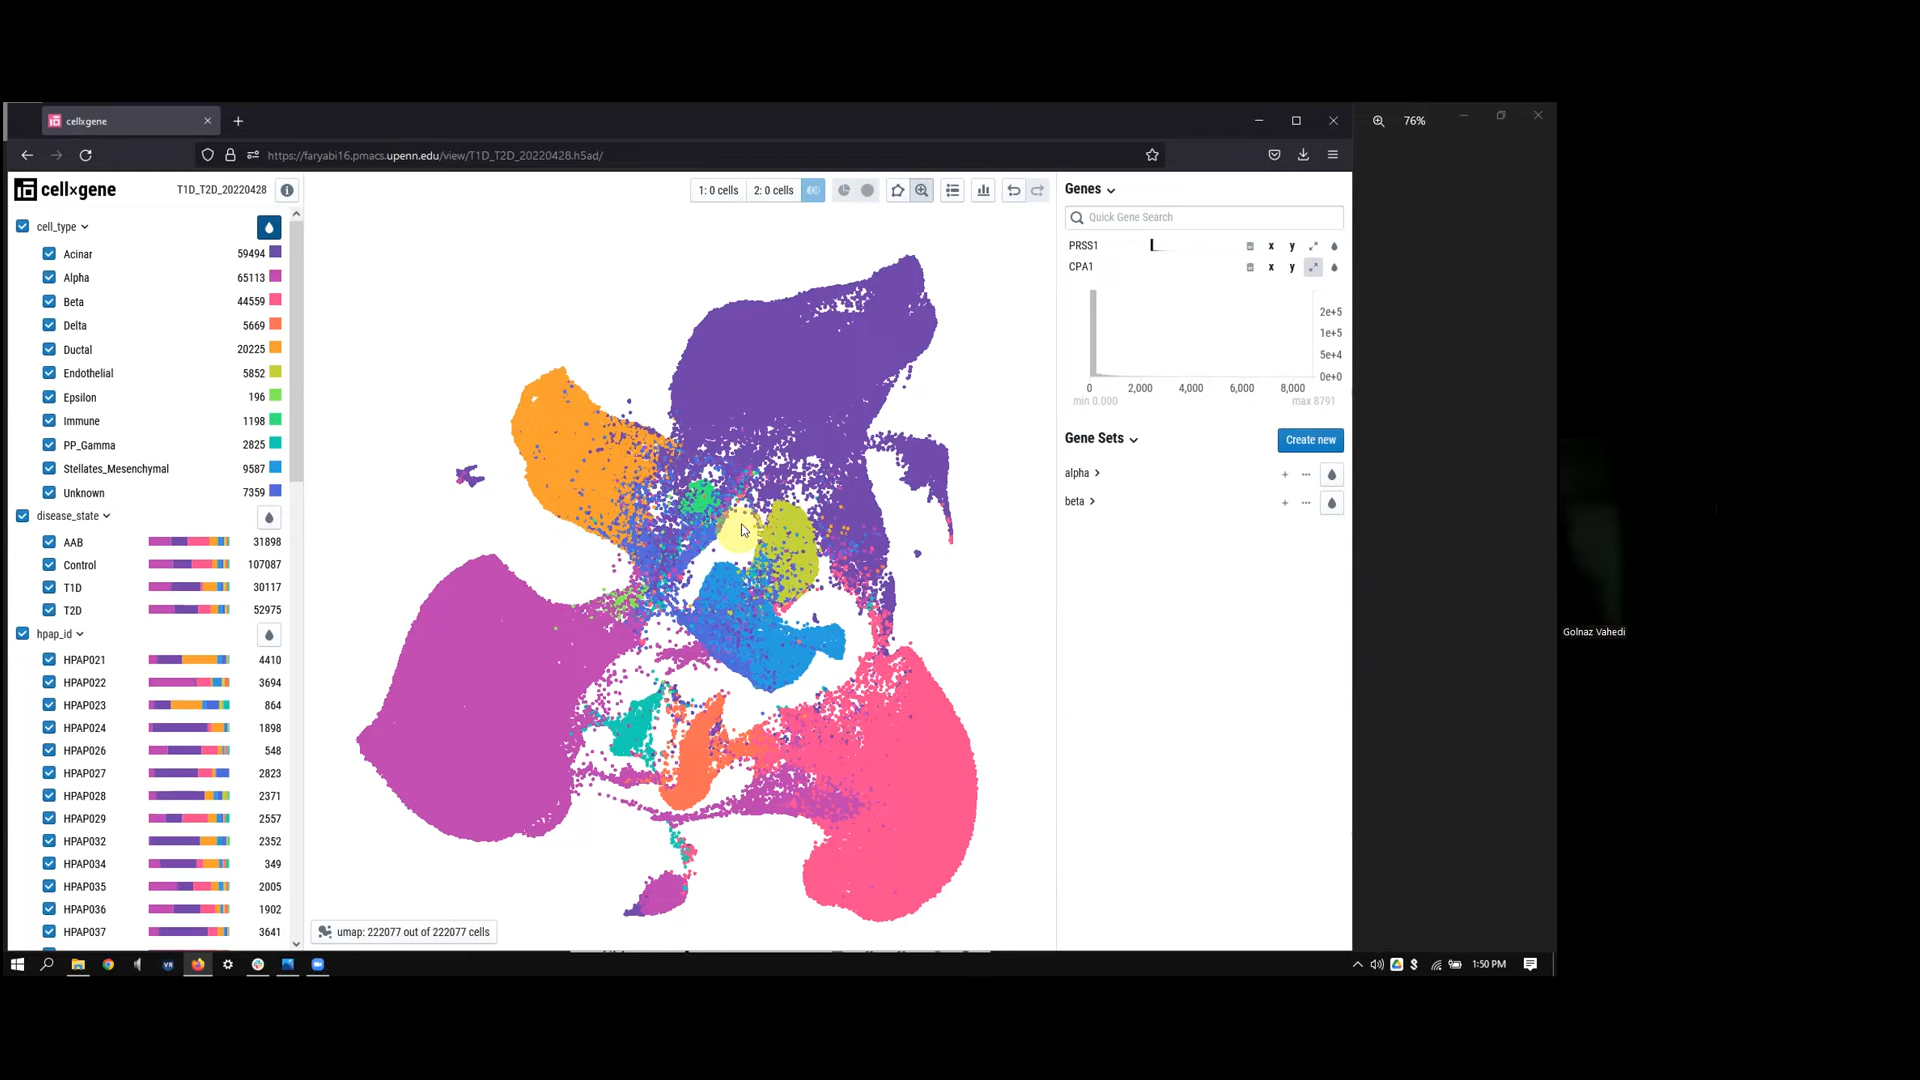 cellxgene
76%
https://faryabi16.pmacs.upenn.edu/view/T1D_T2D_20220428.h5ad/
cellxgene
T1D_T2D_20220428
1: 0 cells
2: 0 cells
Genes
Quick Gene Search
cell_type
Acinar 59494
Alpha 65113
Beta 44559
Delta 5669
Ductal 20225
Endothelial 5852
Epsilon 196
Immune 1198
PP_Gamma 2825
Stellates_Mesenchymal 9587
Unknown 7359
disease_state
AAB 31898
Control 107087
T1D 30117
T2D 52975
hpap_id
HPAP021 4410
HPAP022 3694
HPAP023 864
HPAP024 1898
HPAP026 548
HPAP027 2823
HPAP028 2371
HPAP029 2557
HPAP032 2352
HPAP034 349
HPAP035 2005
HPAP036 1902
HPAP037 3641
umap: 222077 out of 222077 cells
PRSS1 x y
CPA1 x y
2e+5
1e+5
5e+4
0e+0
0 2,000 4,000 6,000 8,000
min 0.000 max 8791
Gene Sets
Create new
alpha
beta
Golnaz Vahedi
VR
1:50 PM